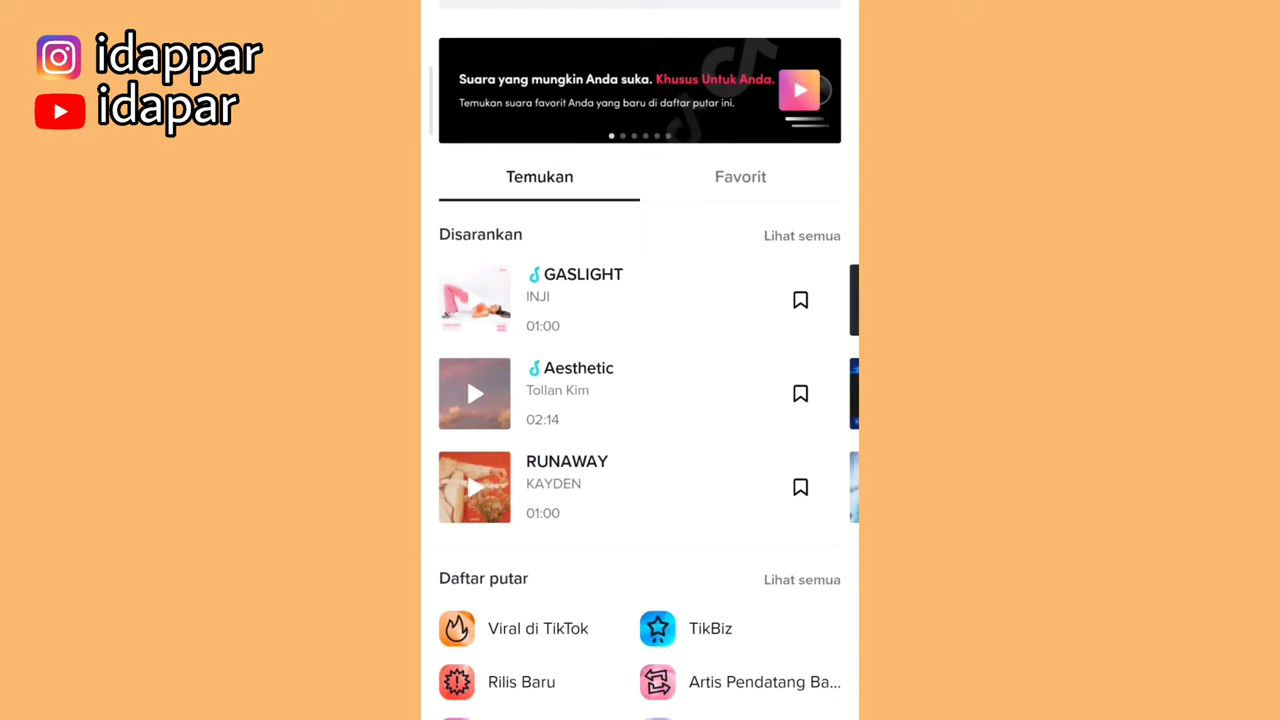 idappar
idapar
Suara yang mungkin Anda suka. Khusus Untuk Anda.
Temukan suara favorit Anda yang baru di daftar putar ini.
Temukan
Favorit
Disarankan
Lihat semua
GASLIGHT
INJI
01:00
Aesthetic
Tollan Kim
02:14
RUNAWAY
KAYDEN
01:00
Daftar putar
Lihat semua
Viral di TikTok
TikBiz
Rilis Baru
Artis Pendatang Ba...